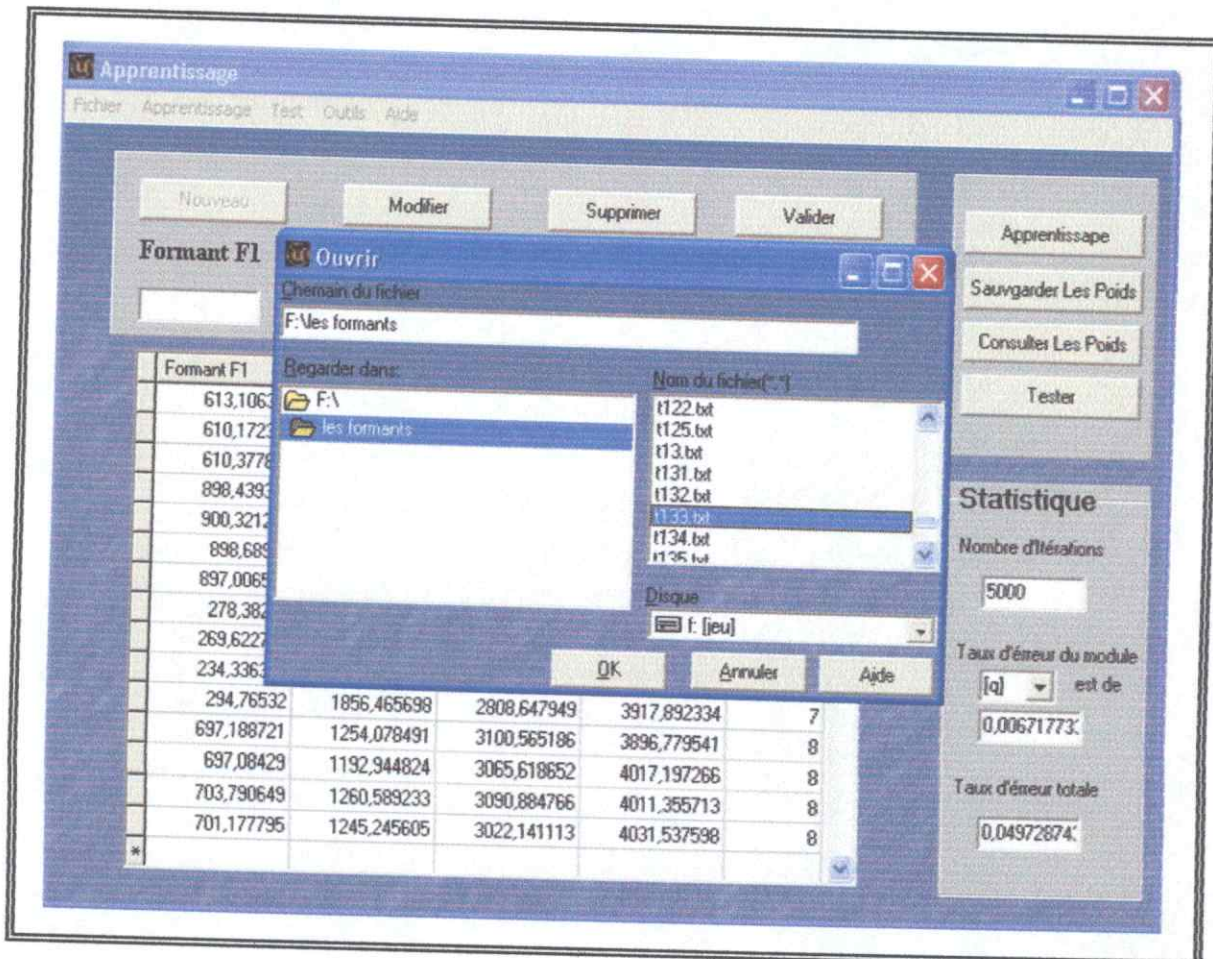 Apprentissage
Fichier Apprentissage Test Outils Aide
Nouveau Modifier Supprimer Valider
Formant F1
Ouvrir
Chemain du fichier
F:\les formants
Regarder dans:
F:\
les formants
Nom du fichier(*.*)
t122.txt
t125.txt
t13.txt
t131.txt
t132.txt
t133.txt
t134.txt
t135.txt
Disque
f: [jeu]
OK Annuler Aide
Formant F1
613,1063
610,1723
610,3778
898,4393
900,3212
898,689
897,0065
278,382
269,6227
234,3363
294,76532 1856,465698 2808,647949 3917,892334 7
697,188721 1254,078491 3100,565186 3896,779541 8
697,08429 1192,944824 3065,618652 4017,197266 8
703,790649 1260,589233 3090,884766 4011,355713 8
701,177795 1245,245605 3022,141113 4031,537598 8
*
Apprentissape
Sauvgarder Les Poids
Consulter Les Poids
Tester
Statistique
Nombre d'Itérations
5000
Taux d'érreur du module
[q] est de
0,00671773
Taux d'érreur totale
0,04972874